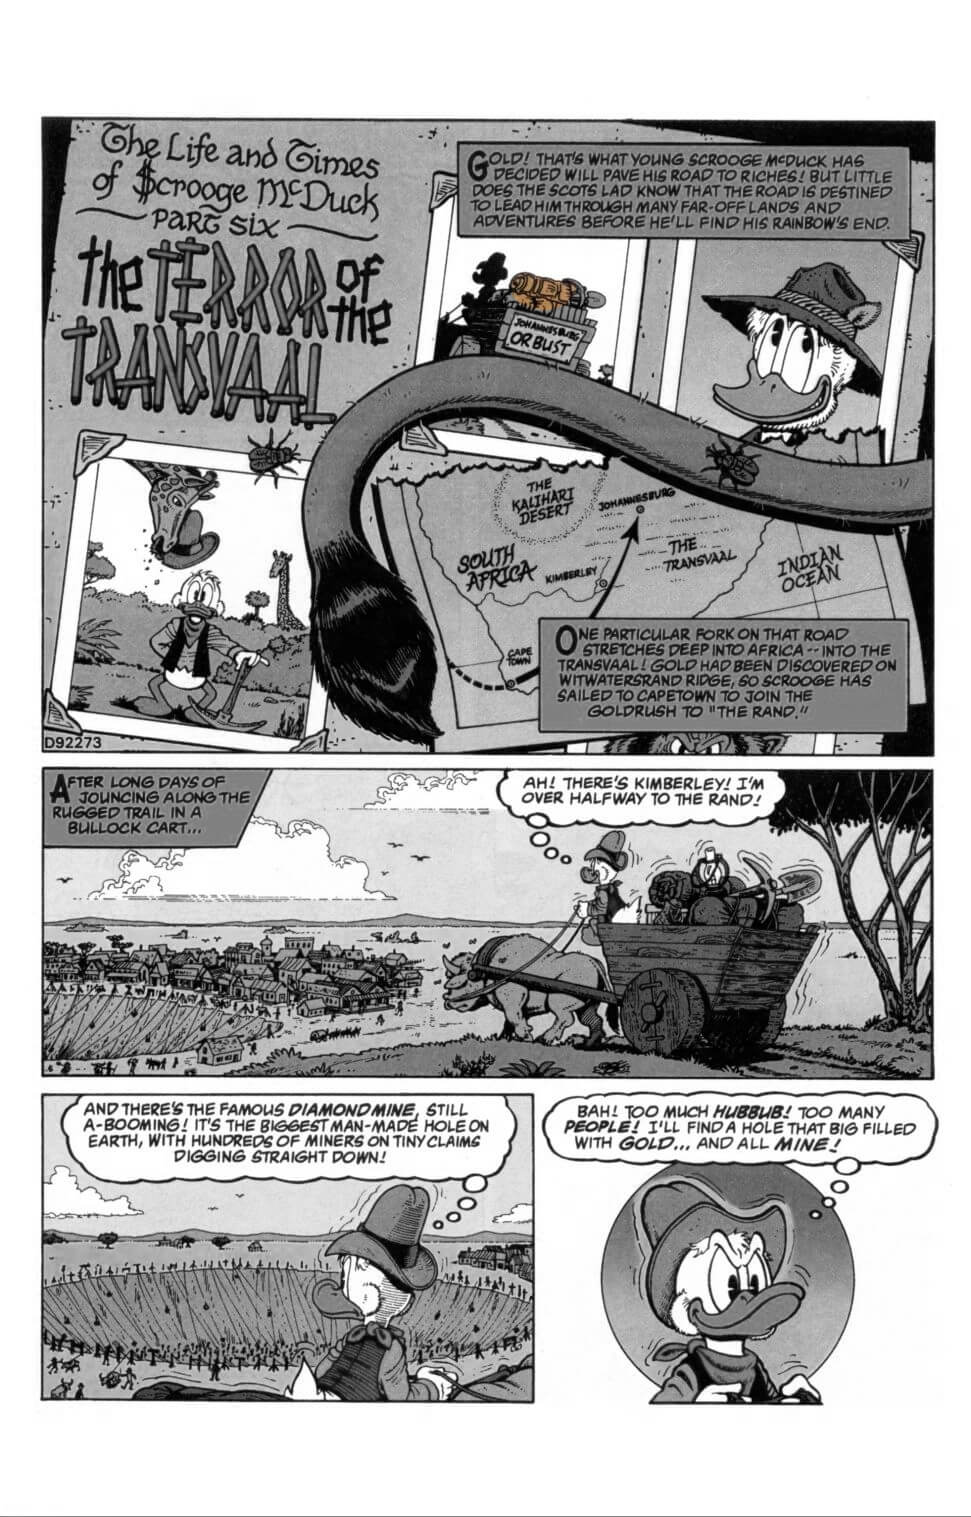 The Life and Times
of $crooge McDuck
PART SIX
the TERROR of
the
TRANSVAAL
GOLD! THAT'S WHAT YOUNG SCROOGE McDUCK HAS
DECIDED WILL PAVE HIS ROAD TO RICHES! BUT LITTLE
DOES THE SCOTS LAD KNOW THAT THE ROAD IS DESTINED
TO LEAD HIM THROUGH MANY FAR-OFF LANDS AND
ADVENTURES BEFORE HE'LL FIND HIS RAINBOW'S END.
JOHANNESBURG
OR BUST
THE
KALIHARI
DESERT
JOHANNESBURG
SOUTH
AFRICA
KIMBERLEY
THE
TRANSVAAL
INDIAN
OCEAN
CAPE
TOWN
ONE PARTICULAR FORK ON THAT ROAD
STRETCHES DEEP INTO AFRICA -- INTO THE
TRANSVAAL! GOLD HAD BEEN DISCOVERED ON
WITWATERSRAND RIDGE, SO SCROOGE HAS
SAILED TO CAPETOWN TO JOIN THE
GOLDRUSH TO "THE RAND."
D92273
AFTER LONG DAYS OF
JOUNCING ALONG THE
RUGGED TRAIL IN A
BULLOCK CART...
AH! THERE'S KIMBERLEY! I'M
OVER HALFWAY TO THE RAND!
AND THERE'S THE FAMOUS DIAMOND MINE, STILL
A-BOOMING! IT'S THE BIGGEST MAN-MADE HOLE ON
EARTH, WITH HUNDREDS OF MINERS ON TINY CLAIMS
DIGGING STRAIGHT DOWN!
BAH! TOO MUCH HUBBUB! TOO MANY
PEOPLE! I'LL FIND A HOLE THAT BIG FILLED
WITH GOLD... AND ALL MINE!